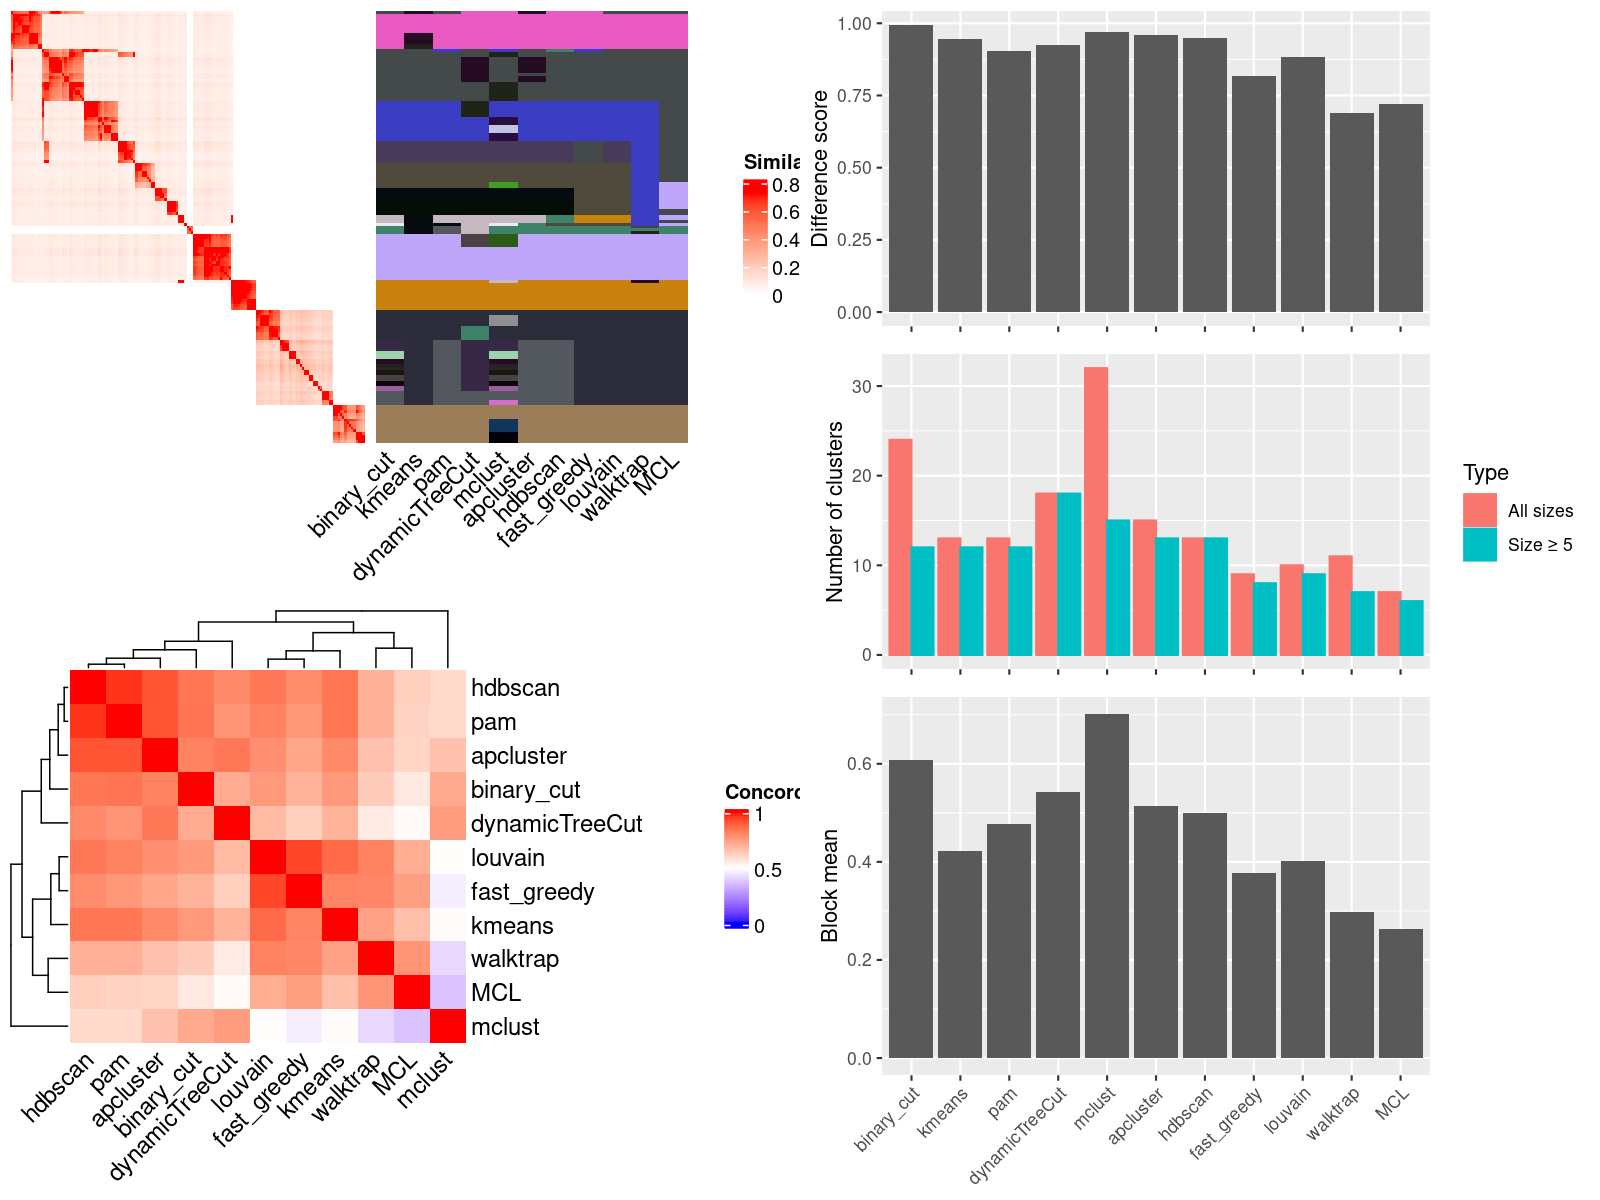 Simila
0.8
0.6
0.4
0.2
0
binary_cut
kmeans
pam
dynamicTreeCut
mclust
apcluster
hdbscan
fast_greedy
louvain
walktrap
MCL
Difference score
1.00
0.75
0.50
0.25
0.00
Number of clusters
30
20
10
0
Type
All sizes
Size ≥ 5
hdbscan
pam
apcluster
binary_cut
dynamicTreeCut
louvain
fast_greedy
kmeans
walktrap
MCL
mclust
hdbscan
pam
apcluster
binary_cut
dynamicTreeCut
louvain
fast_greedy
kmeans
walktrap
MCL
mclust
Concord
1
0.5
0
Block mean
0.6
0.4
0.2
0.0
binary_cut
kmeans
pam
dynamicTreeCut
mclust
apcluster
hdbscan
fast_greedy
louvain
walktrap
MCL